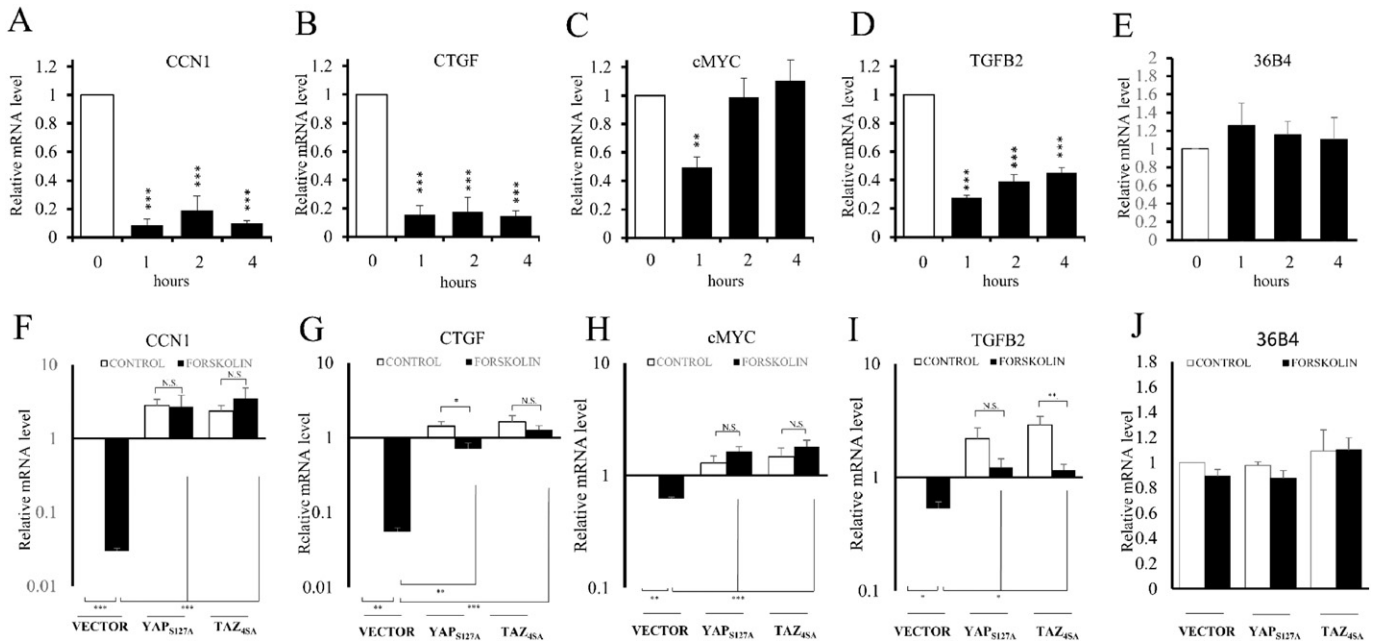 A
CCN1
Relative mRNA level
1.2
1
0.8
0.6
0.4
0.2
0
***
***
***
0 1 2 4
hours
B
CTGF
Relative mRNA level
1.2
1
0.8
0.6
0.4
0.2
0
***
***
***
0 1 2 4
hours
C
cMYC
Relative mRNA level
1.2
1
0.8
0.6
0.4
0.2
0
**
0 1 2 4
hours
D
TGFB2
Relative mRNA level
1.2
1
0.8
0.6
0.4
0.2
0
***
***
***
0 1 2 4
hours
E
36B4
Relative mRNA level
2
1.8
1.6
1.4
1.2
1
0.8
0.6
0.4
0.2
0
0 1 2 4
hours
F
CCN1
CONTROL FORSKOLIN
Relative mRNA level
10
1
0.1
0.01
N.S. N.S.
*** ***
VECTOR YAPS127A TAZ4SA
G
CTGF
CONTROL FORSKOLIN
Relative mRNA level
10
1
0.1
0.01
* N.S.
**
** ***
VECTOR YAPS127A TAZ4SA
H
cMYC
CONTROL FORSKOLIN
Relative mRNA level
10
1
0.1
N.S. N.S.
** ***
VECTOR YAPS127A TAZ4SA
I
TGFB2
CONTROL FORSKOLIN
Relative mRNA level
10
1
0.1
N.S. **
* *
VECTOR YAPS127A TAZ4SA
J
36B4
CONTROL FORSKOLIN
Relative mRNA level
1.8
1.6
1.4
1.2
1
0.8
0.6
0.4
0.2
0
VECTOR YAPS127A TAZ4SA